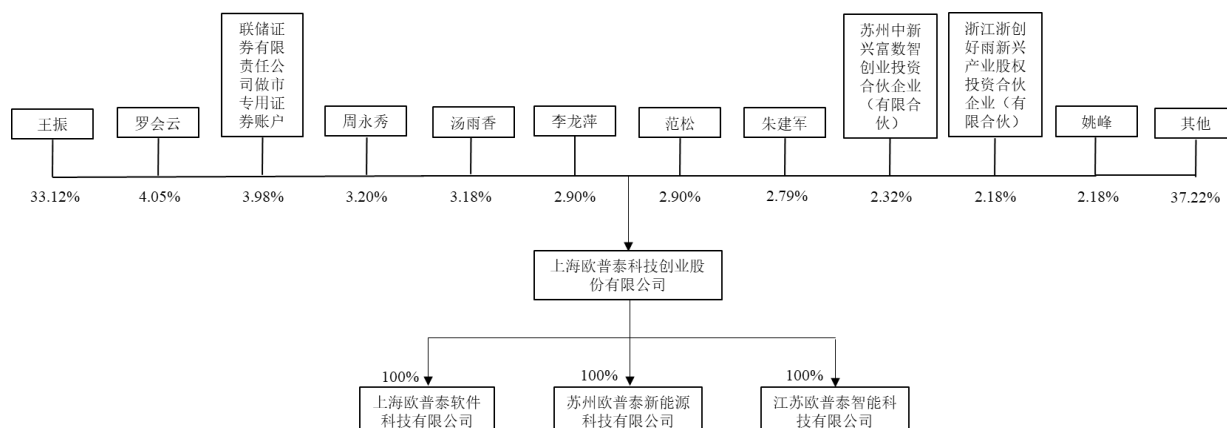 联储证
券有限
责任公
司做市
专用证
券账户
苏州中新
兴富数智
创业投资
合伙企业
（有限合
伙）
浙江浙创
好雨新兴
产业股权
投资合伙
企业（有
限合伙）
王振
罗会云
周永秀
汤雨香
李龙萍
范松
朱建军
姚峰
其他
33.12%
4.05%
3.98%
3.20%
3.18%
2.90%
2.90%
2.79%
2.32%
2.18%
2.18%
37.22%
上海欧普泰科技创业股
份有限公司
100%
100%
100%
上海欧普泰软件
科技有限公司
苏州欧普泰新能源
科技有限公司
江苏欧普泰智能科
技有限公司